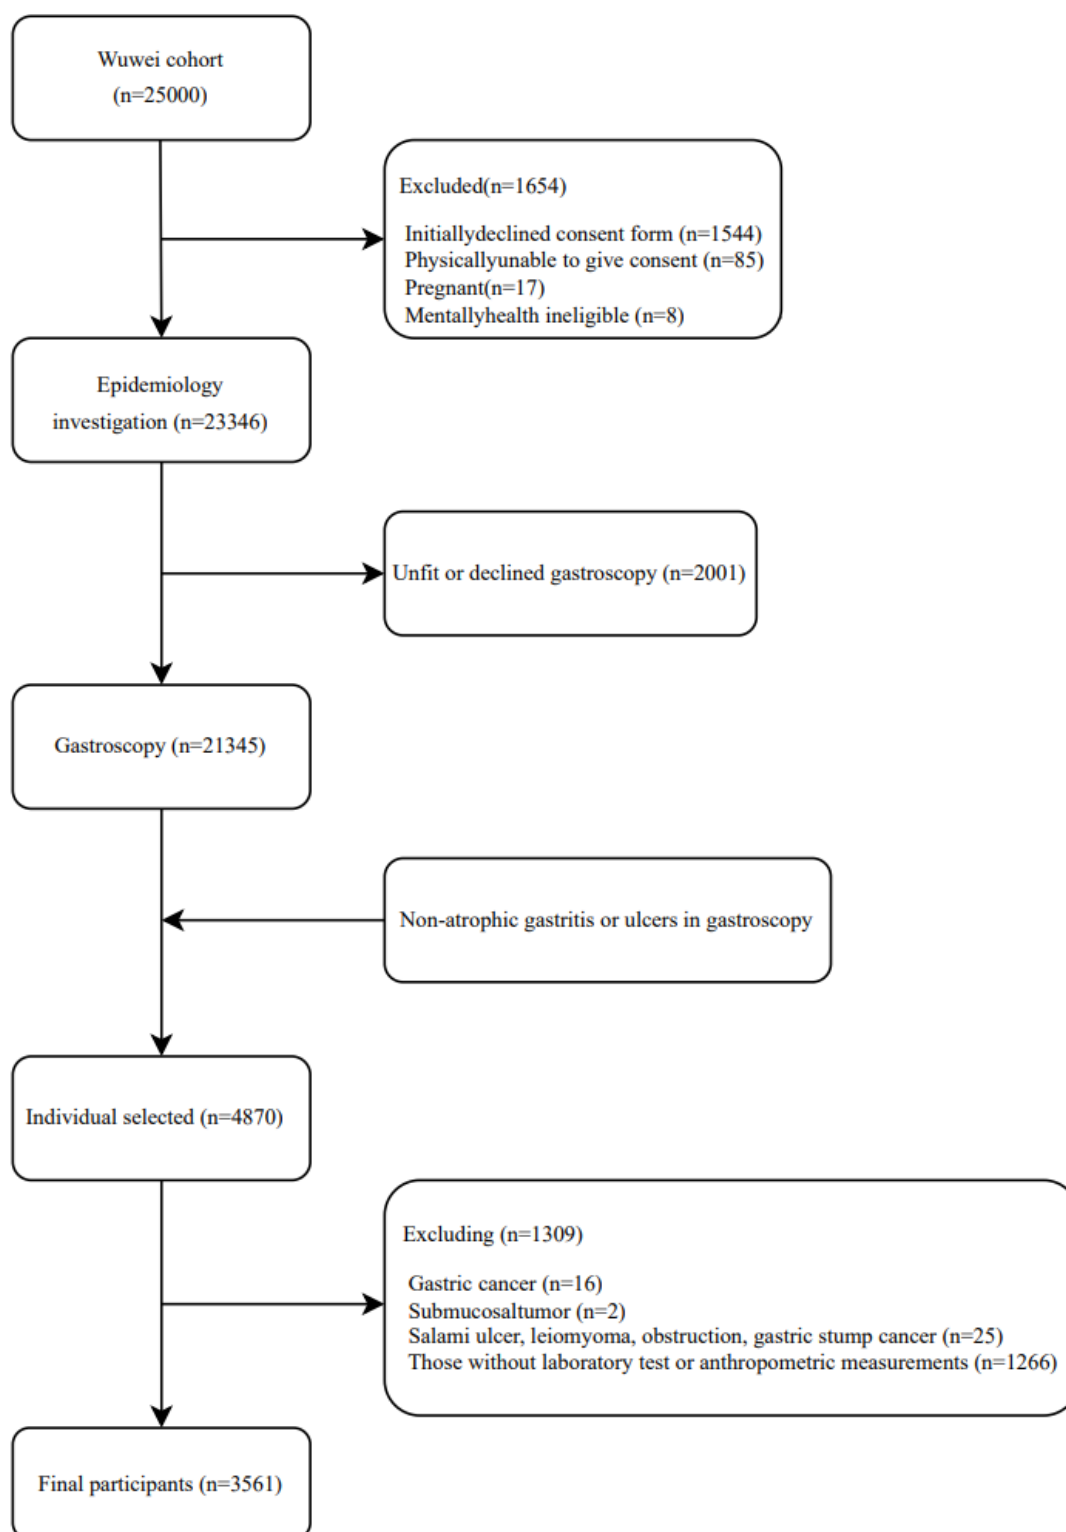 Wuwei cohort
(n=25000)
Excluded(n=1654)
Initiallydeclined consent form (n=1544)
Physicallyunable to give consent (n=85)
Pregnant(n=17)
Mentallyhealth ineligible (n=8)
Epidemiology
investigation (n=23346)
Unfit or declined gastroscopy (n=2001)
Gastroscopy (n=21345)
Non-atrophic gastritis or ulcers in gastroscopy
Individual selected (n=4870)
Excluding (n=1309)
Gastric cancer (n=16)
Submucosaltumor (n=2)
Salami ulcer, leiomyoma, obstruction, gastric stump cancer (n=25)
Those without laboratory test or anthropometric measurements (n=1266)
Final participants (n=3561)